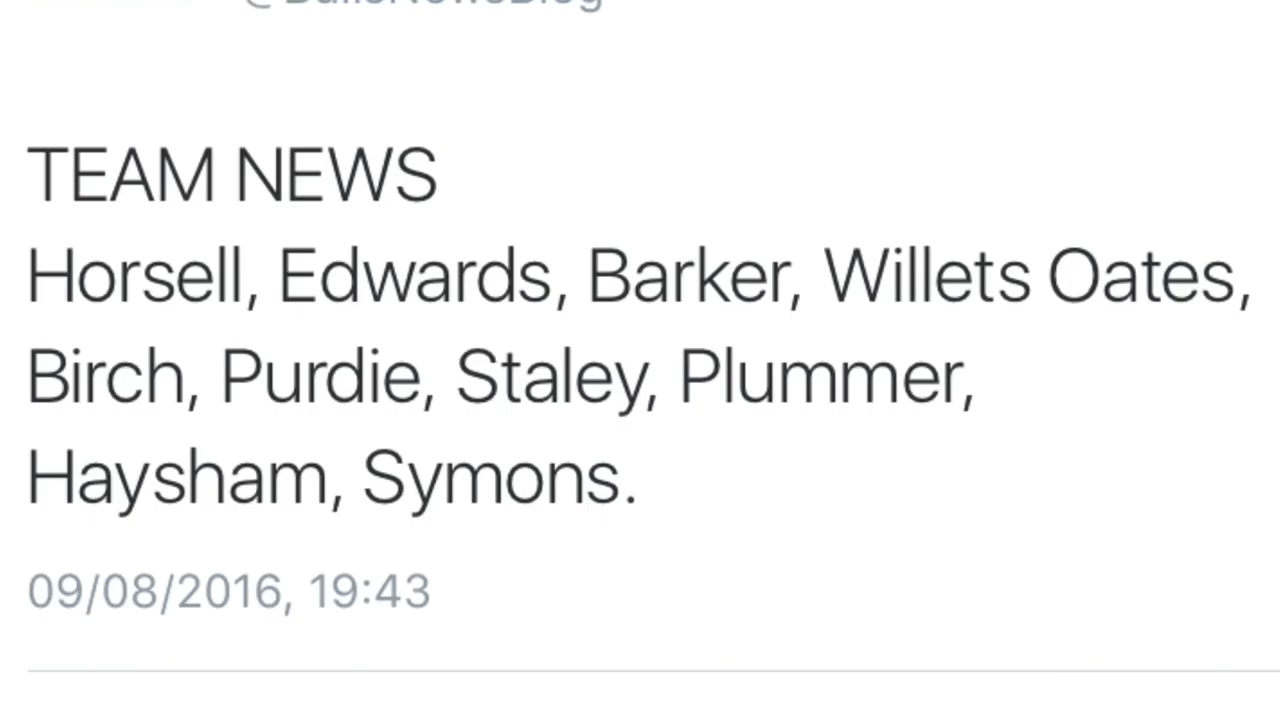 TEAM NEWS
Horsell, Edwards, Barker, Willets Oates,
Birch, Purdie, Staley, Plummer,
Haysham, Symons.
09/08/2016, 19:43